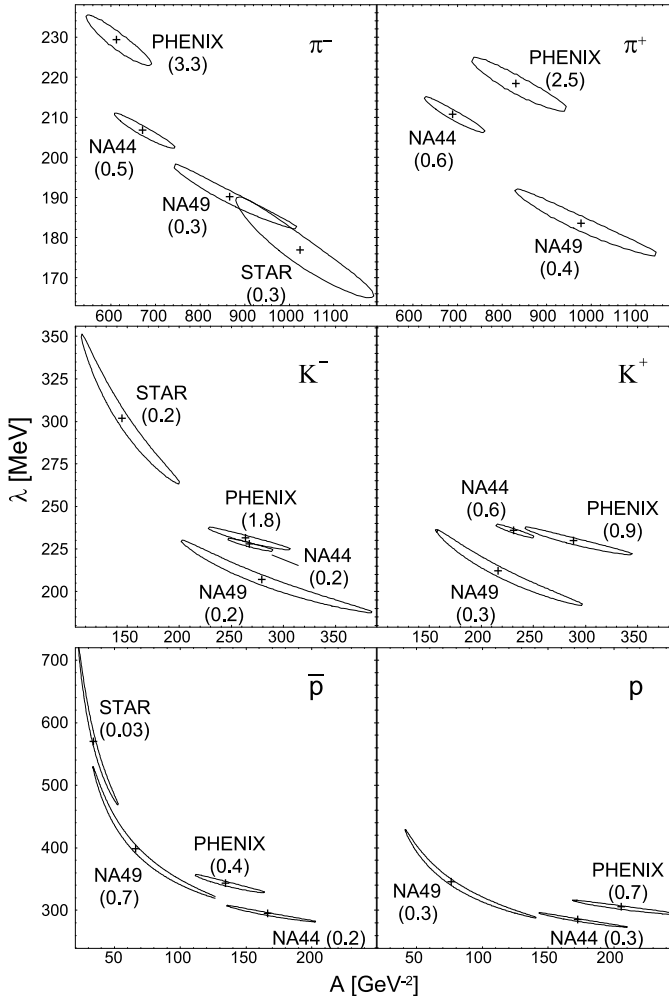 π⁻
π⁺
230
220
210
200
190
180
170
PHENIX
(3.3)
NA44
(0.5)
NA49
(0.3)
STAR
(0.3)
PHENIX
(2.5)
NA44
(0.6)
NA49
(0.4)
600 700 800 900 1000 1100
600 700 800 900 1000 1100
K⁻
K⁺
350
325
300
275
250
225
200
STAR
(0.2)
PHENIX
(1.8)
NA44
(0.2)
NA49
(0.2)
NA44
(0.6)
PHENIX
(0.9)
NA49
(0.3)
150 200 250 300 350
100 150 200 250 300 350
λ [MeV]
p̅
p
700
600
500
400
300
STAR
(0.03)
NA49
(0.7)
PHENIX
(0.4)
NA44 (0.2)
NA49
(0.3)
PHENIX
(0.7)
NA44 (0.3)
50 100 150 200
50 100 150 200
A [GeV⁻²]